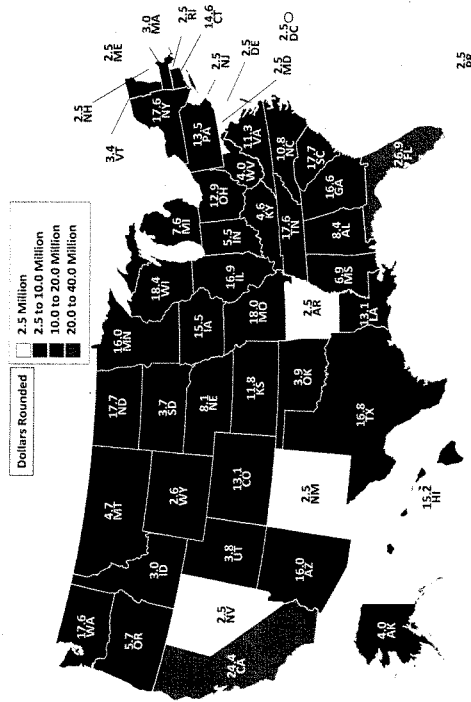 Dollars Rounded
2.5 Million
2.5 to 10.0 Million
10.0 to 20.0 Million
20.0 to 40.0 Million
17.6
WA
5.7
OR
24.4
CA
2.5
NV
3.0
ID
4.7
MT
2.6
WY
3.8
UT
16.0
AZ
13.1
CO
2.5
NM
17.7
ND
3.7
SD
8.1
NE
11.8
KS
3.9
OK
16.8
TX
16.0
MN
15.5
IA
18.0
MO
2.5
AR
13.1
LA
18.4
WI
16.9
IL
7.6
MI
5.5
IN
12.9
OH
4.6
KY
17.6
TN
6.9
MS
8.4
AL
16.6
GA
26.9
FL
17.7
SC
10.8
NC
11.3
VA
4.0
WV
13.5
PA
17.6
NY
3.4
VT
2.5
NH
2.5
ME
3.0
MA
2.5
RI
14.6
CT
2.5
NJ
2.5
DE
2.5
MD
2.5
DC
4.0
AK
15.2
HI
2.5